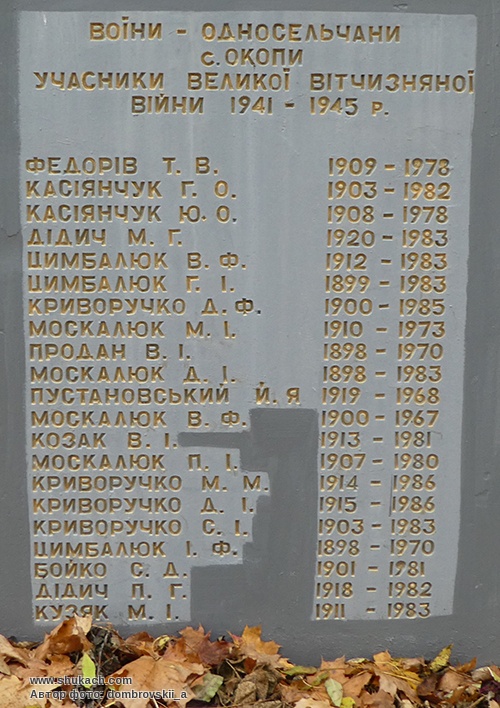 ВОЇНИ - ОДНОСЕЛЬЧАНИ
с. ОКОПИ
УЧАСНИКИ ВЕЛИКОЇ ВІТЧИЗНЯНОЇ
ВІЙНИ 1941 - 1945 р.
ФЕДОРІВ Т. В. 1909 - 1978
КАСІЯНЧУК Г. О. 1903 - 1982
КАСІЯНЧУК Ю. О. 1908 - 1978
ДІДИЧ М. Г. 1920 - 1983
ЦИМБАЛЮК В. Ф. 1912 - 1983
ЦИМБАЛЮК Г. І. 1899 - 1983
КРИВОРУЧКО Д. Ф. 1900 - 1985
МОСКАЛЮК М. І. 1910 - 1973
ПРОДАН В. І. 1898 - 1970
МОСКАЛЮК Д. І. 1898 - 1983
ПУСТАНОВСЬКИЙ Й. Я 1919 - 1968
МОСКАЛЮК В. Ф. 1900 - 1967
КОЗАК В. І. 1913 - 1981
МОСКАЛЮК П. І. 1907 - 1980
КРИВОРУЧКО М. М. 1914 - 1986
КРИВОРУЧКО Д. І. 1915 - 1986
КРИВОРУЧКО С. І. 1903 - 1983
ЦИМБАЛЮК І. Ф. 1898 - 1970
БОЙКО С. Д. 1901 - 1981
ДІДИЧ П. Г. 1918 - 1982
КУЗЯК М. І. 1911 - 1983
www.shukach.com
Автор фото: dombrovskii_a